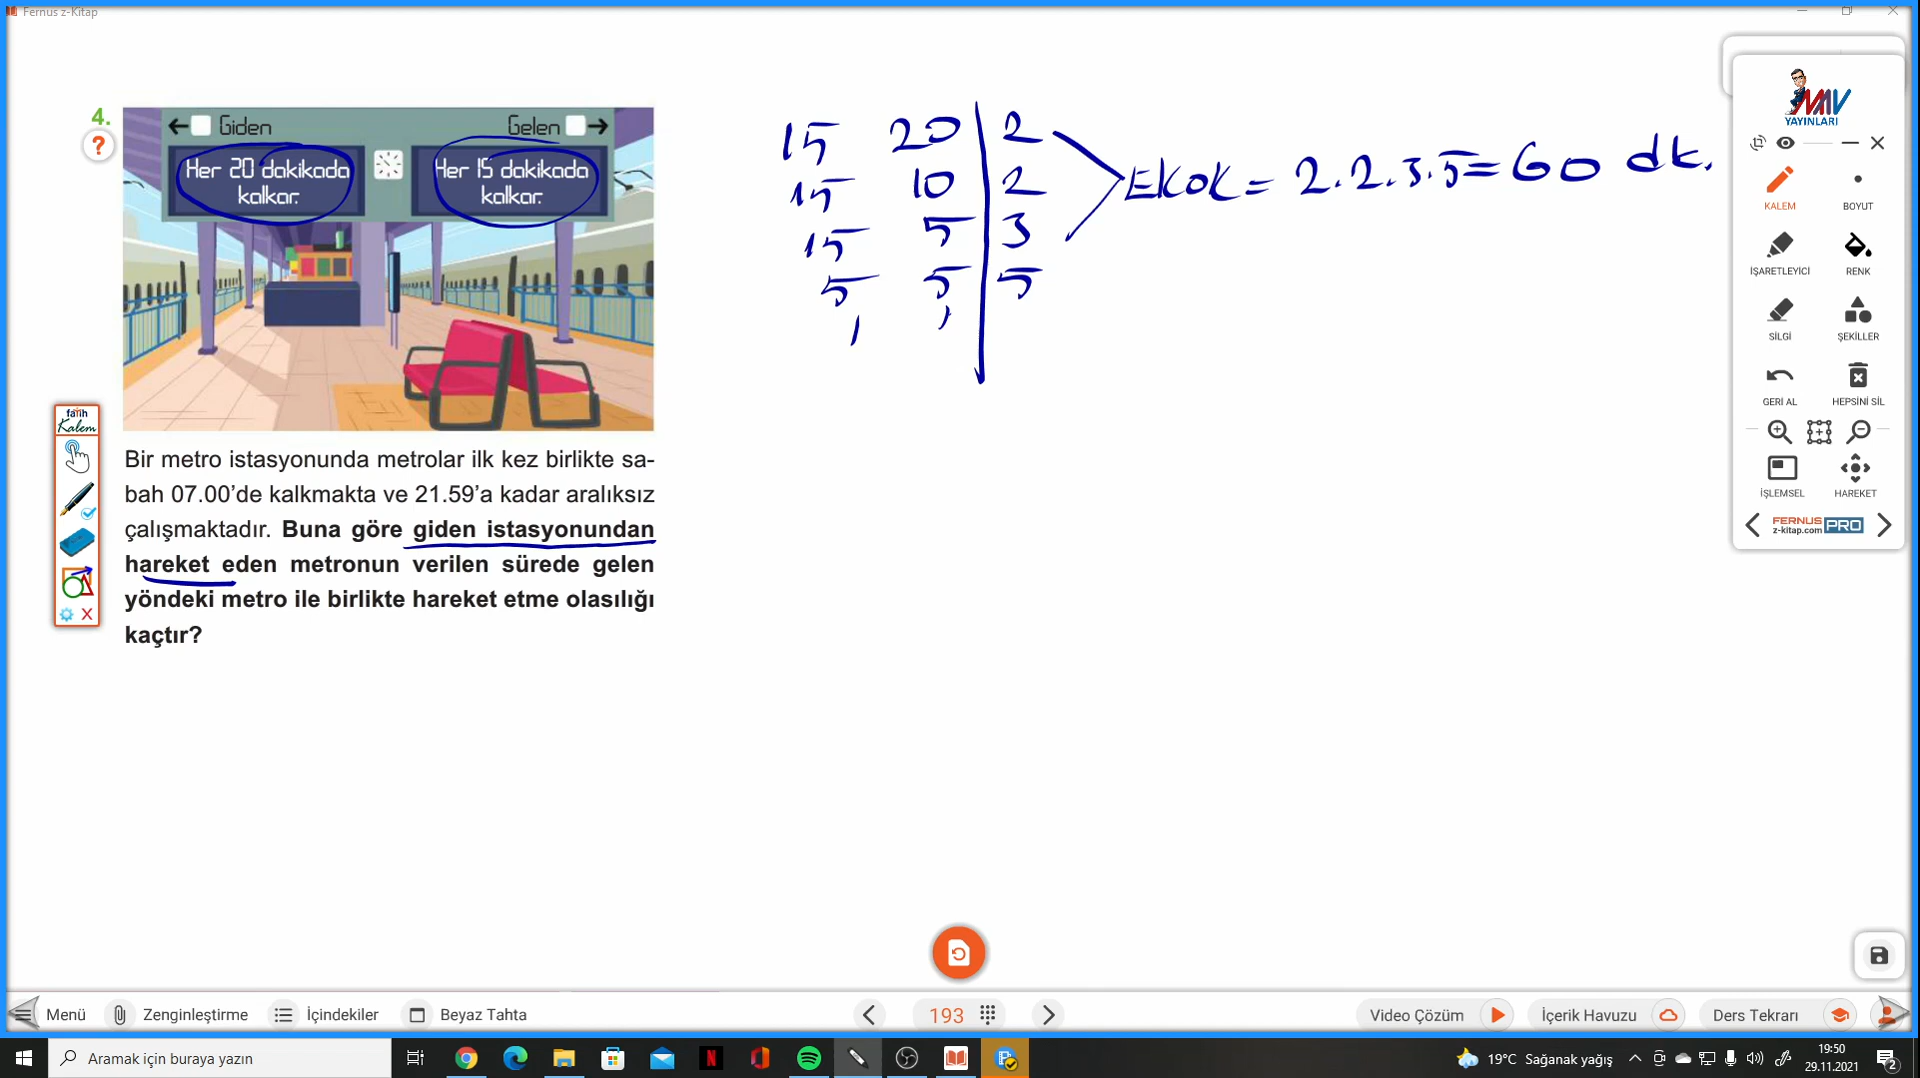 Fernus z-Kitap
4.
?
Giden
Gelen
Her 20 dakikada
kalkar.
Her 15 dakikada
kalkar.
Bir metro istasyonunda metrolar ilk kez birlikte sa-
bah 07.00'de kalkmakta ve 21.59'a kadar aralıksız
çalışmaktadır. Buna göre giden istasyonundan
hareket eden metronun verilen sürede gelen
yöndeki metro ile birlikte hareket etme olasılığı
kaçtır?
15 20 2
15 10 2
15 5 3
5 5 5
1 1
EKOK = 2.2.3.5 = 60 dk.
fatih
Kalem
MAV
YAYINLARI
KALEM
BOYUT
İŞARETLEYİCİ
RENK
SİLGİ
ŞEKİLLER
GERİ AL
HEPSİNİ SİL
İŞLEMSEL
HAREKET
FERNUS
z-kitap.com
PRO
Menü
Zenginleştirme
İçindekiler
Beyaz Tahta
193
Video Çözüm
İçerik Havuzu
Ders Tekrarı
Aramak için buraya yazın
19°C Sağanak yağış
19:50
29.11.2021
2